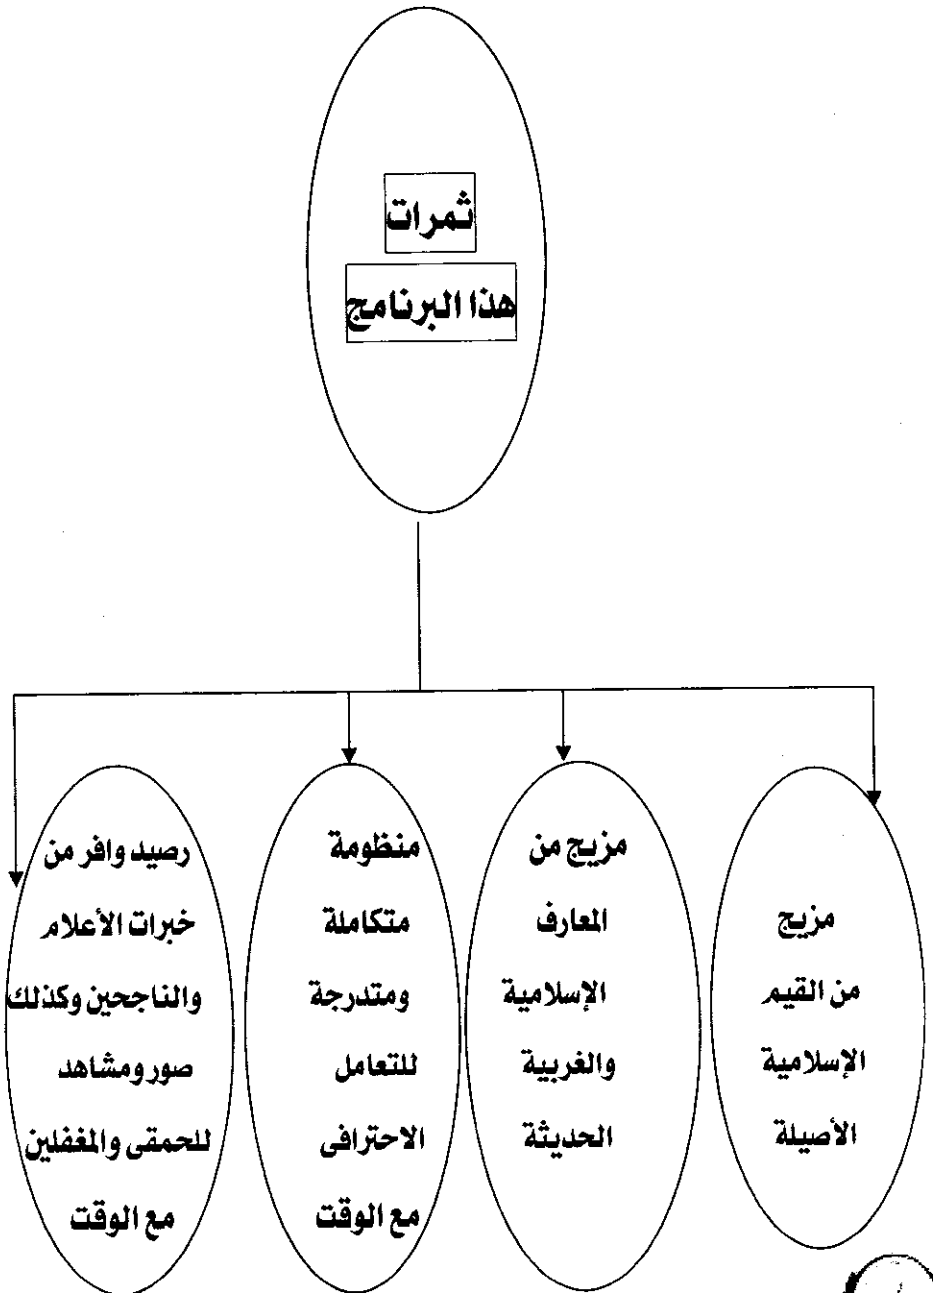 ثمرات
هذا البرنامج
مزيج
من القيم
الإسلامية
الأصيلة
مزيج من
المعارف
الإسلامية
والغربية
الحديثة
منظومة
متكاملة
ومتدرجة
للتعامل
الاحترافى
مع الوقت
رصيد وافر من
خبرات الأعلام
والناجحين وكذلك
صور ومشاهد
للحمقى والمغفلين
مع الوقت